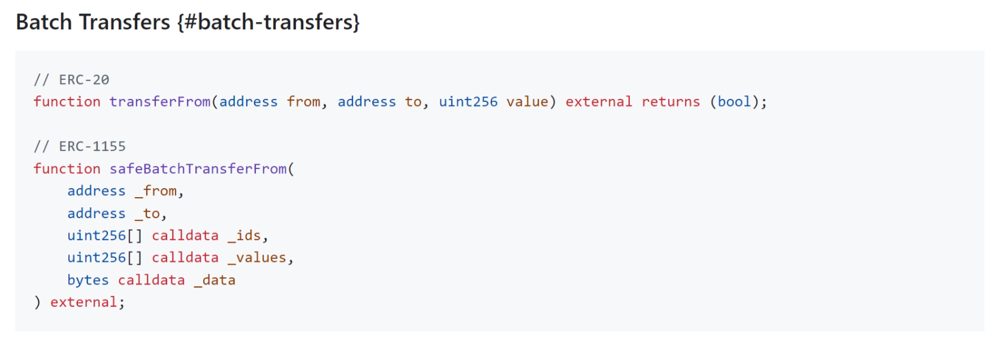 Batch Transfers {#batch-transfers}
// ERC-20
function transferFrom(address from, address to, uint256 value) external returns (bool);
// ERC-1155
function safeBatchTransferFrom(
    address _from,
    address _to,
    uint256[] calldata _ids,
    uint256[] calldata _values,
    bytes calldata _data
) external;